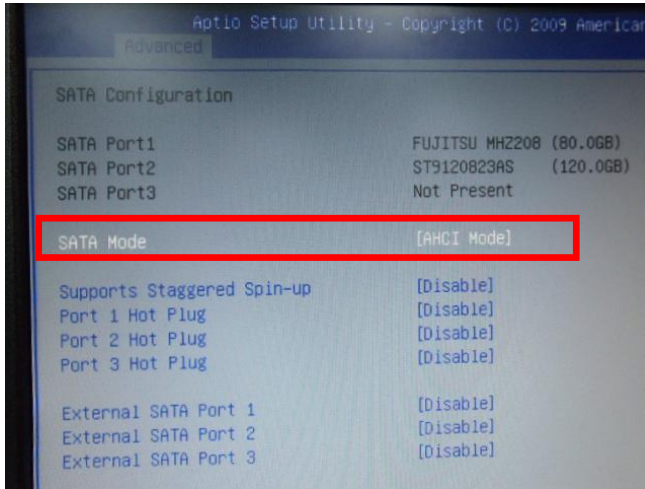 Aptio Setup Utility - Copyright (C) 2009 American
Advanced
SATA Configuration
SATA Port1 FUJITSU MHZ208 (80.0GB)
SATA Port2 ST9120823AS (120.0GB)
SATA Port3 Not Present
SATA Mode [AHCI Mode]
Supports Staggered Spin-up [Disable]
Port 1 Hot Plug [Disable]
Port 2 Hot Plug [Disable]
Port 3 Hot Plug [Disable]
External SATA Port 1 [Disable]
External SATA Port 2 [Disable]
External SATA Port 3 [Disable]